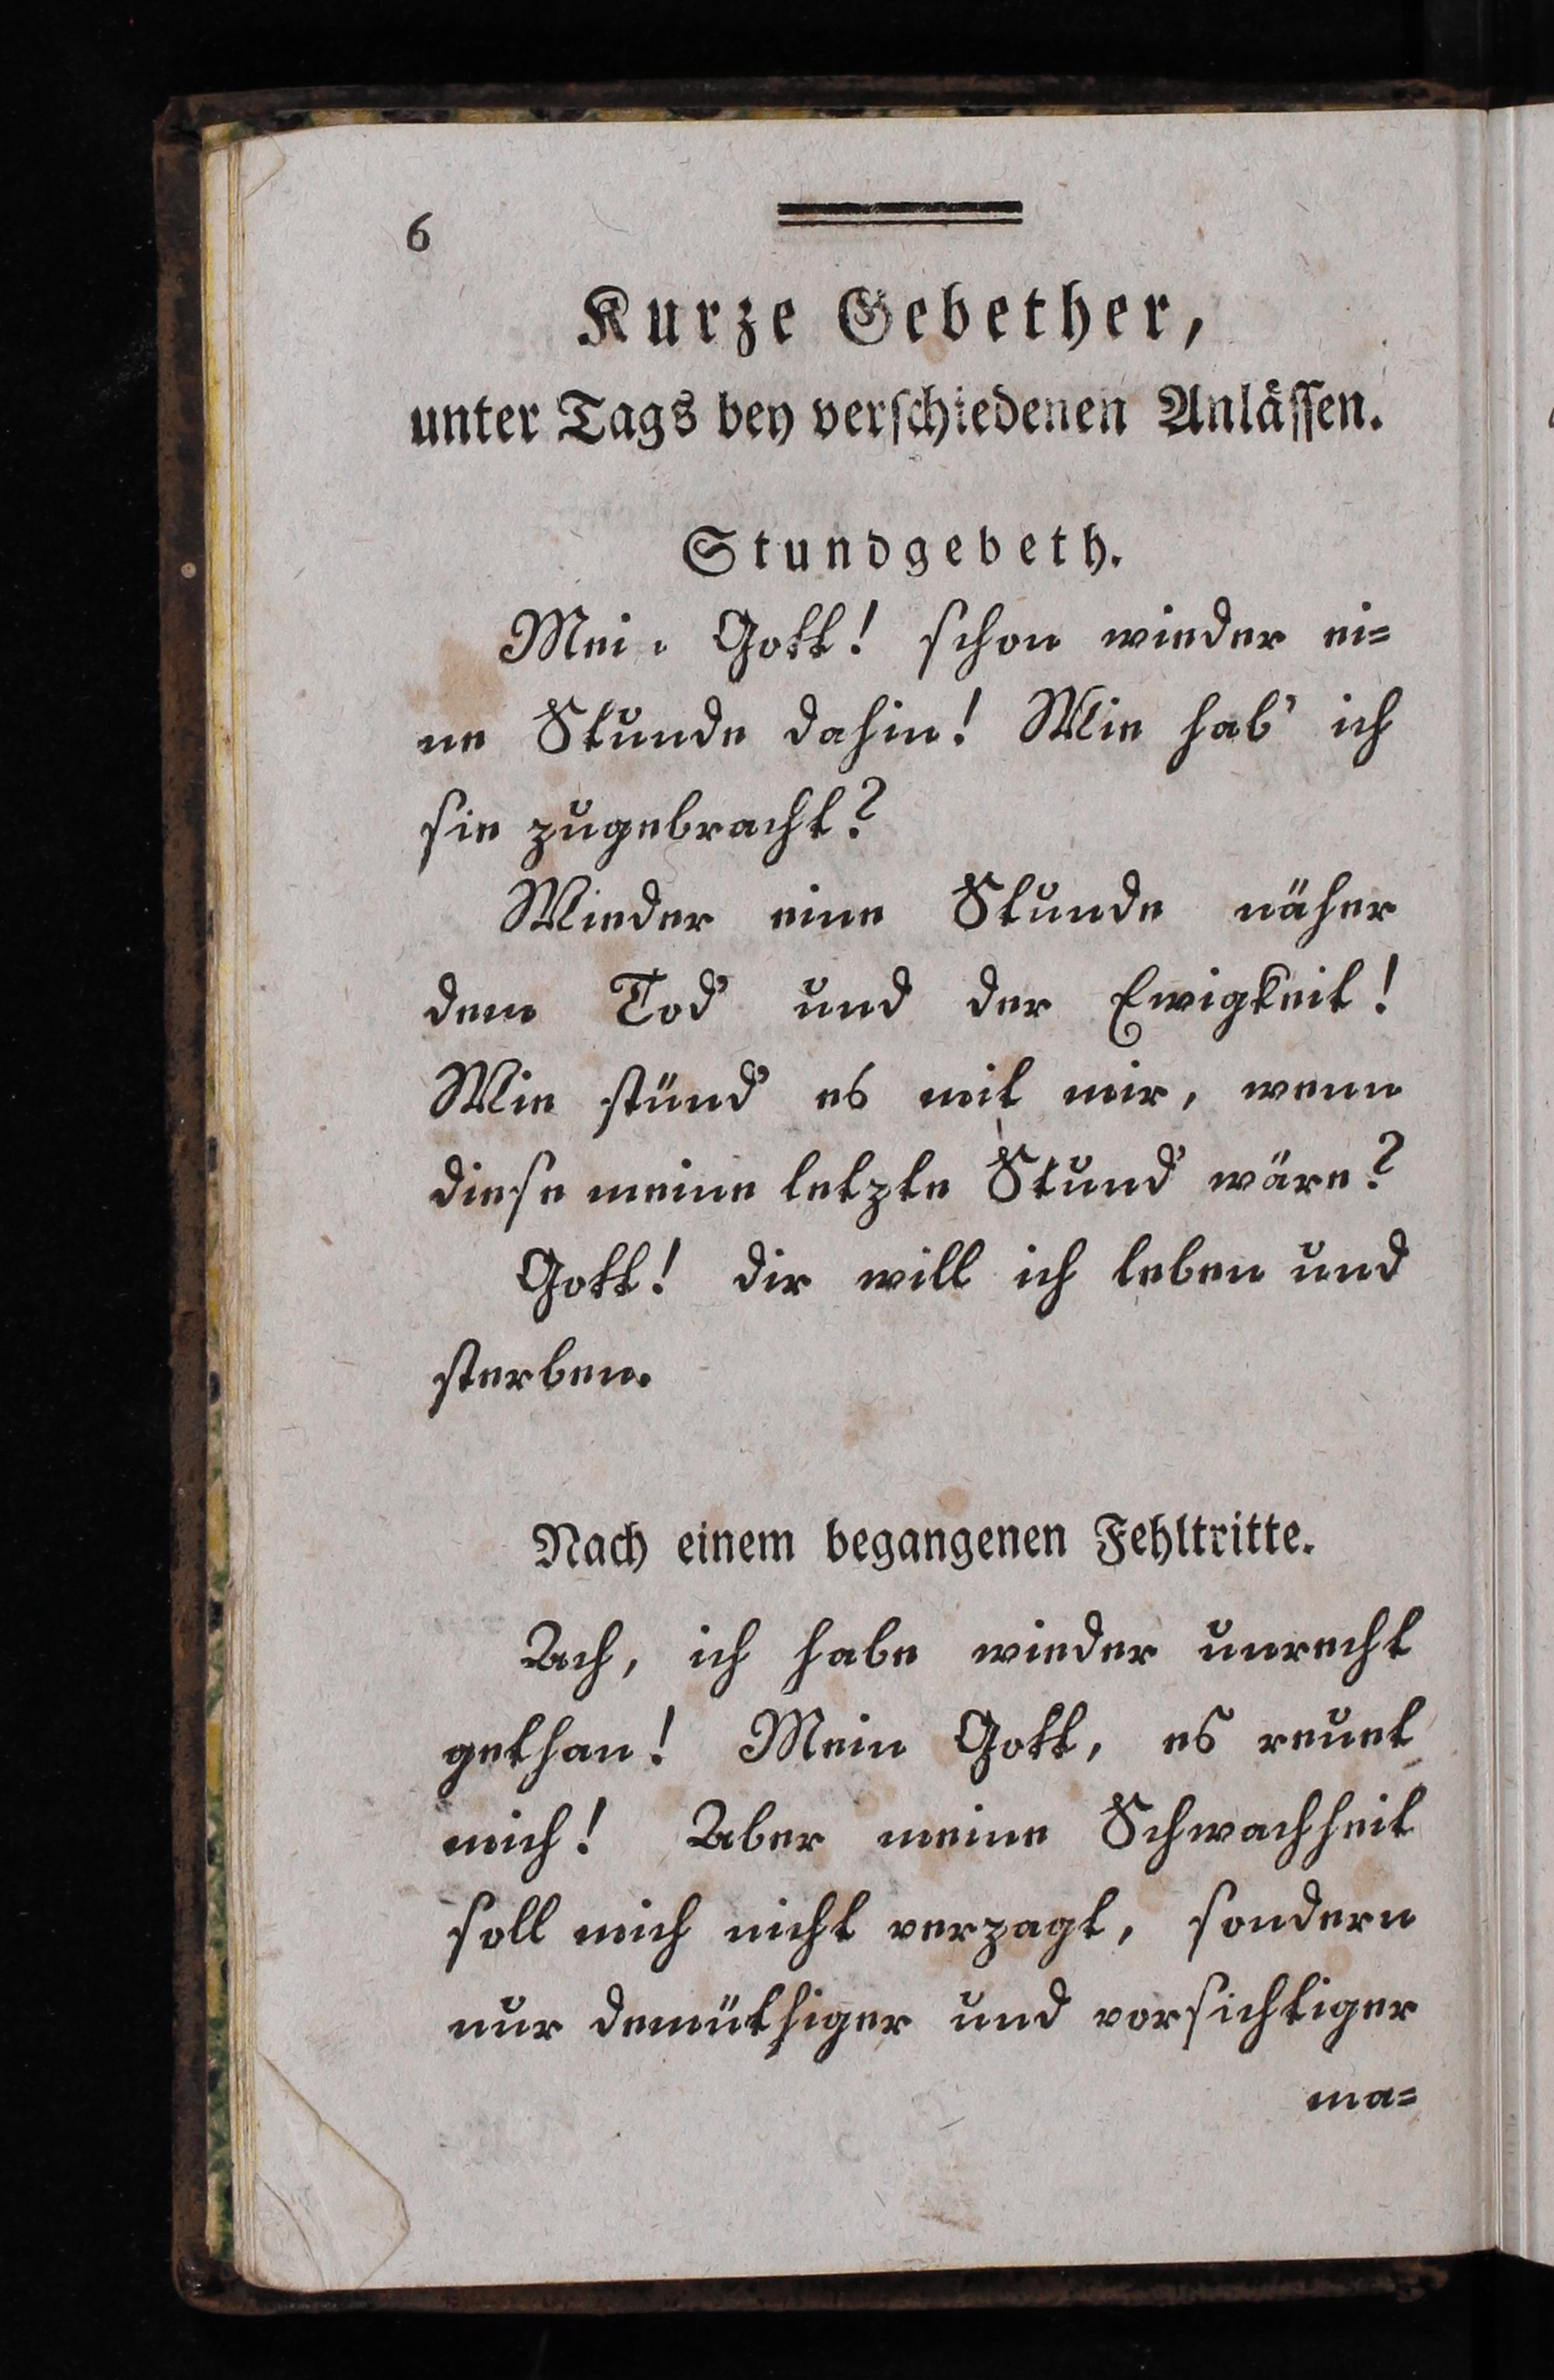 6
Kurze Gebether,
unter Tags bey verschiedenen Anlässen.
Stundgebeth.
Mei. Gott! schon wieder ei=
ne Stunde dahin! Wie hab' ich
sie zugebracht?
Wieder eine Stunde näher
dem Tod' und der Ewigkeit!
Wie stünd' es mit mir, wenn
diese meine letzte Stund' wäre?
Gott! dir will ich leben und
sterben.
Nach einem begangenen Fehltritte.
Ach, ich habe wieder unrecht
gethan! Mein Gott, es reuet
mich! Aber meine Schwachheit
soll mich nicht verzagt, sondern
nur demüthiger und vorsichtiger
ma=